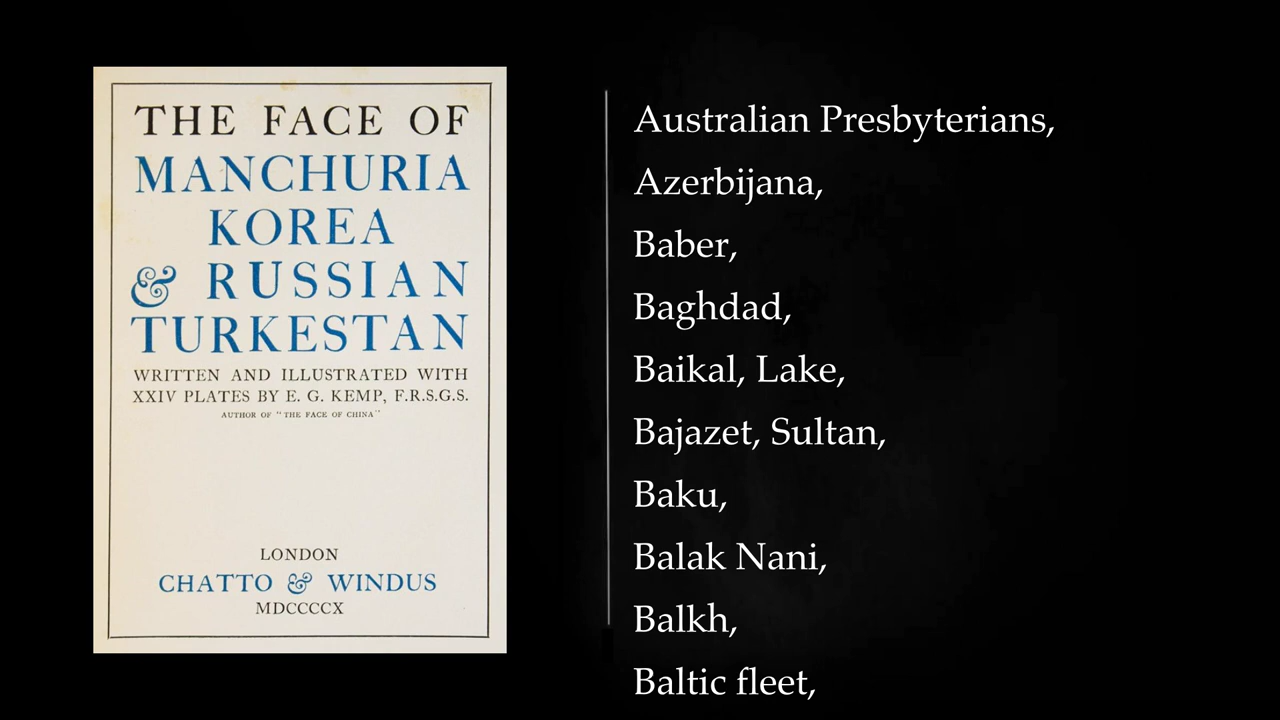 THE FACE OF
MANCHURIA
KOREA
& RUSSIAN
TURKESTAN
WRITTEN AND ILLUSTRATED WITH
XXIV PLATES BY E. G. KEMP, F.R.S.G.S.
AUTHOR OF "THE FACE OF CHINA"
LONDON
CHATTO & WINDUS
MDCCCCX
Australian Presbyterians,
Azerbijana,
Baber,
Baghdad,
Baikal, Lake,
Bajazet, Sultan,
Baku,
Balak Nani,
Balkh,
Baltic fleet,